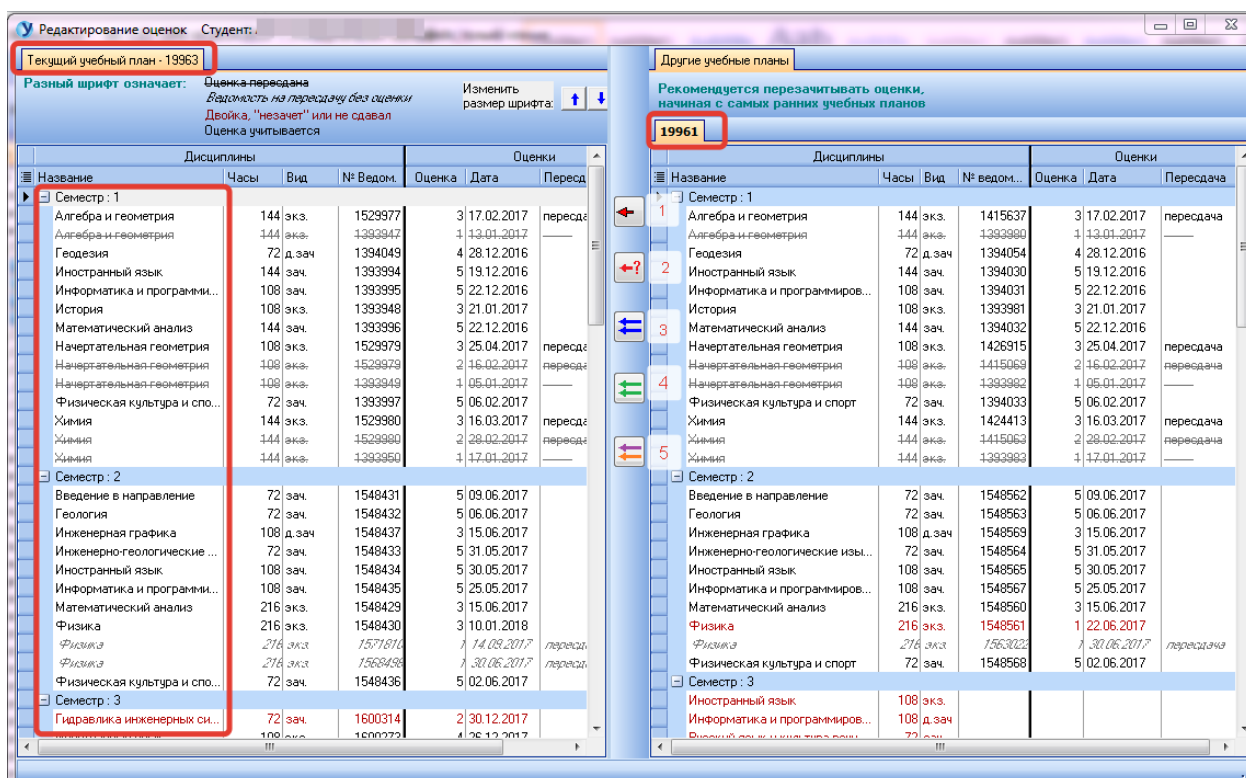 Редактирование оценок Студент:
Текущий учебный план - 19963
Разный шрифт означает:
Оценка пересдана
Ведомость на пересдачу без оценки
Двойка, "незачет" или не сдавал
Оценка учитывается
Изменить размер шрифта:
Дисциплины Оценки
Название Часы Вид № Ведом. Оценка Дата Пересд
Семестр : 1
Алгебра и геометрия 144 экз. 1529977 3 17.02.2017 пересда
Алгебра и геометрия 144 экз. 1393947 1 13.01.2017
Геодезия 72 д.зач 1394049 4 28.12.2016
Иностранный язык 144 зач. 1393994 5 19.12.2016
Информатика и программи... 108 зач. 1393995 5 22.12.2016
История 108 экз. 1393948 3 21.01.2017
Математический анализ 144 зач. 1393996 5 22.12.2016
Начертательная геометрия 108 экз. 1529979 3 25.04.2017 пересда
Начертательная геометрия 108 экз. 1529979 2 16.02.2017 пересда
Начертательная геометрия 108 экз. 1393949 1 05.01.2017
Физическая культура и спо... 72 зач. 1393997 5 06.02.2017
Химия 144 экз. 1529980 3 16.03.2017 пересда
Химия 144 экз. 1529980 2 28.02.2017 пересда
Химия 144 экз. 1393950 1 17.01.2017
Семестр : 2
Введение в направление 72 зач. 1548431 5 09.06.2017
Геология 72 зач. 1548432 5 06.06.2017
Инженерная графика 108 д.зач 1548437 3 15.06.2017
Инженерно-геологические ... 72 зач. 1548433 5 31.05.2017
Иностранный язык 108 зач. 1548434 5 30.05.2017
Информатика и программи... 108 зач. 1548435 5 25.05.2017
Математический анализ 216 экз. 1548429 3 15.06.2017
Физика 216 экз. 1548430 3 10.01.2018
Физика 216 экз. 1571810 1 14.09.2017 пересд
Физика 216 экз. 1568498 1 30.06.2017 пересд
Физическая культура и спо... 72 зач. 1548436 5 02.06.2017
Семестр : 3
Гидравлика инженерных си... 72 зач. 1600314 2 30.12.2017
1
2
3
4
5
Другие учебные планы
Рекомендуется перезачитывать оценки,
начиная с самых ранних учебных планов
19961
Дисциплины Оценки
Название Часы Вид № ведом... Оценка Дата Пересдача
Семестр : 1
Алгебра и геометрия 144 экз. 1415637 3 17.02.2017 пересдача
Алгебра и геометрия 144 экз. 1393980 1 13.01.2017
Геодезия 72 д.зач 1394054 4 28.12.2016
Иностранный язык 144 зач. 1394030 5 19.12.2016
Информатика и программиров... 108 зач. 1394031 5 22.12.2016
История 108 экз. 1393981 3 21.01.2017
Математический анализ 144 зач. 1394032 5 22.12.2016
Начертательная геометрия 108 экз. 1426915 3 25.04.2017 пересдача
Начертательная геометрия 108 экз. 1415069 2 16.02.2017 пересдача
Начертательная геометрия 108 экз. 1393982 1 05.01.2017
Физическая культура и спорт 72 зач. 1394033 5 06.02.2017
Химия 144 экз. 1424413 3 16.03.2017 пересдача
Химия 144 экз. 1415063 2 28.02.2017 пересдача
Химия 144 экз. 1393983 1 17.01.2017
Семестр : 2
Введение в направление 72 зач. 1548562 5 09.06.2017
Геология 72 зач. 1548563 5 06.06.2017
Инженерная графика 108 д.зач 1548569 3 15.06.2017
Инженерно-геологические изы... 72 зач. 1548564 5 31.05.2017
Иностранный язык 108 зач. 1548565 5 30.05.2017
Информатика и программиров... 108 зач. 1548567 5 25.05.2017
Математический анализ 216 экз. 1548560 3 15.06.2017
Физика 216 экз. 1548561 1 22.06.2017
Физика 216 экз. 1563022 1 30.06.2017 пересдача
Физическая культура и спорт 72 зач. 1548568 5 02.06.2017
Семестр : 3
Иностранный язык 108 экз.
Информатика и программиров... 108 д.зач